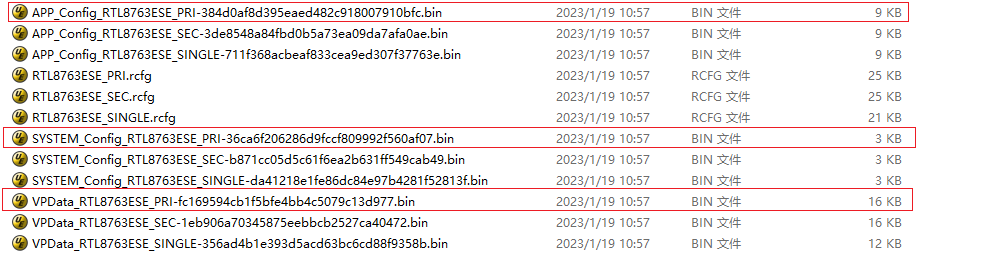 APP_Config_RTL8763ESE_PRI-384d0af8d395eaed482c918007910bfc.bin 2023/1/19 10:57 BIN 文件 9 KB
APP_Config_RTL8763ESE_SEC-3de8548a84fbd0b5a73ea09da7afa0ae.bin 2023/1/19 10:57 BIN 文件 9 KB
APP_Config_RTL8763ESE_SINGLE-711f368acbeaf833cea9ed307f37763e.bin 2023/1/19 10:57 BIN 文件 9 KB
RTL8763ESE_PRI.rcfg 2023/1/19 10:57 RCFG 文件 25 KB
RTL8763ESE_SEC.rcfg 2023/1/19 10:57 RCFG 文件 25 KB
RTL8763ESE_SINGLE.rcfg 2023/1/19 10:57 RCFG 文件 21 KB
SYSTEM_Config_RTL8763ESE_PRI-36ca6f206286d9fccf809992f560af07.bin 2023/1/19 10:57 BIN 文件 3 KB
SYSTEM_Config_RTL8763ESE_SEC-b871cc05d5c61f6ea2b631ff549cab49.bin 2023/1/19 10:57 BIN 文件 3 KB
SYSTEM_Config_RTL8763ESE_SINGLE-da41218e1fe86dc84e97b4281f52813f.bin 2023/1/19 10:57 BIN 文件 3 KB
VPData_RTL8763ESE_PRI-fc169594cb1f5bfe4bb4c5079c13d977.bin 2023/1/19 10:57 BIN 文件 16 KB
VPData_RTL8763ESE_SEC-1eb906a70345875eebbcb2527ca40472.bin 2023/1/19 10:57 BIN 文件 16 KB
VPData_RTL8763ESE_SINGLE-356ad4b1e393d5acd63bc6cd88f9358b.bin 2023/1/19 10:57 BIN 文件 12 KB